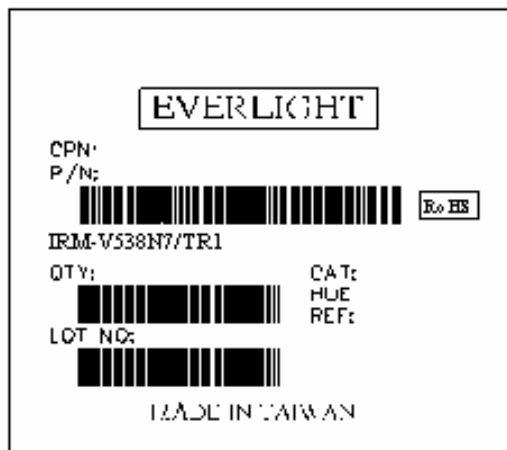 EVERLIGHT
CPN:
P/N:
RoHS
IRM-V538N7/TR1
QTY:
CAT:
HUE
REF:
LOT NO:
MADE IN TAIWAN